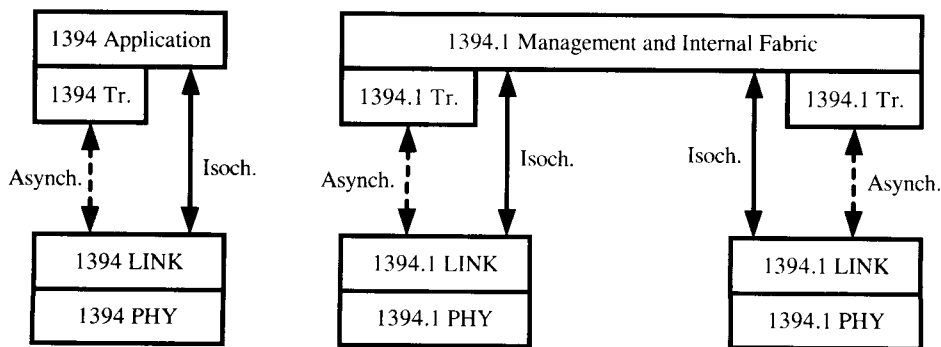 1394 Application
1394.1 Management and Internal Fabric
1394 Tr.
1394.1 Tr.
1394.1 Tr.
Asynch.
Isoch.
Asynch.
Isoch.
Isoch.
Asynch.
1394 LINK
1394.1 LINK
1394.1 LINK
1394 PHY
1394.1 PHY
1394.1 PHY